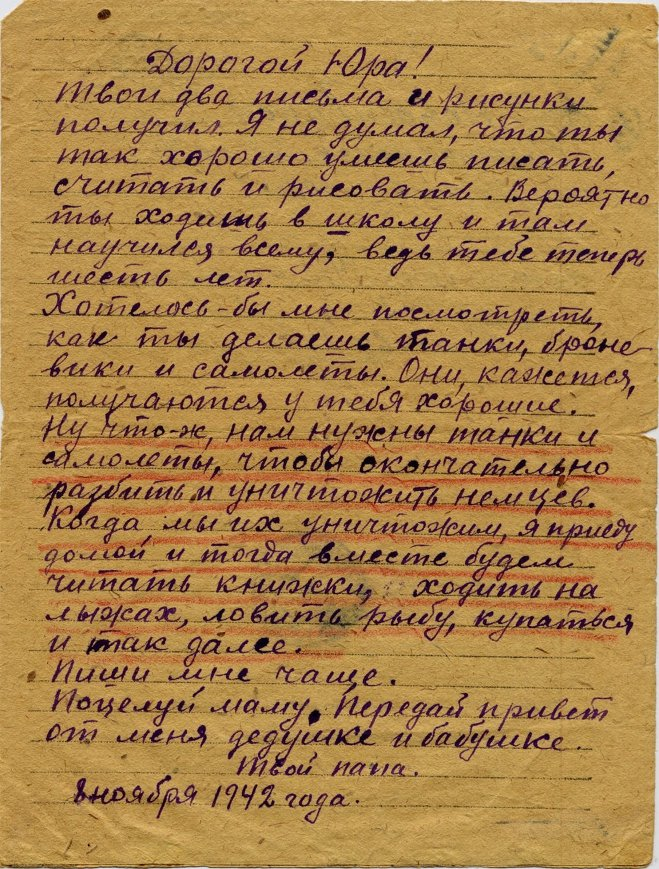 Дорогой Юра!
Твои два письма и рисунки
получил. Я не думал, что ты
так хорошо умеешь писать,
считать и рисовать. Вероятно
ты ходишь в школу и там
научился всему, ведь тебе теперь
шесть лет.
Хотелось-бы мне посмотреть,
как ты делаешь танки, броне-
вики и самолеты. Они, кажется,
получаются у тебя хорошие.
Ну что-ж, нам нужны танки и
самолеты, чтобы окончательно
разбить и уничтожить немцев.
Когда мы их уничтожим, я приеду
домой и тогда вместе будем
читать книжки, ходить на
лыжах, ловить рыбу, купаться
и так далее.
Пиши мне чаще.
Поцелуй маму. Передай привет
от меня дедушке и бабушке.
Твой папа.
8 ноября 1942 года.